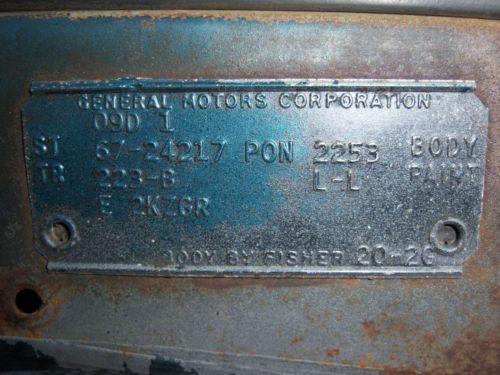 GENERAL MOTORS CORPORATION
09D 1
ST 67-24217 PON 2253 BODY
TR 223-B L-L PAINT
E 2KZGR
BODY BY FISHER 20-2G